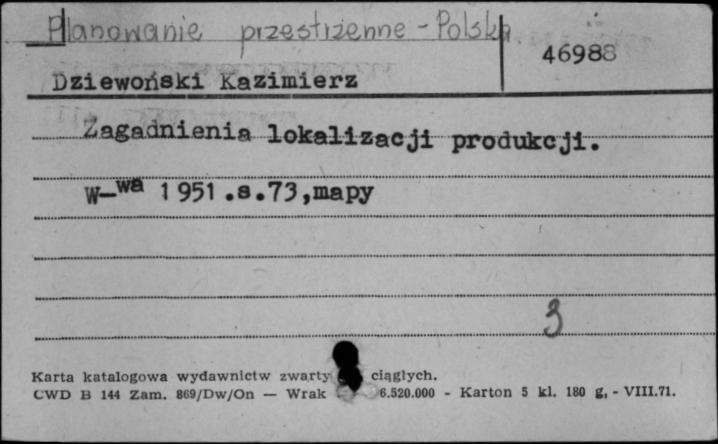 Planowanie przestrzenne - Polska
46988
Dziewoński Kazimierz
Zagadnienia lokalizacji produkcji.
W-wa 1951.s.73,mapy
3
Karta katalogowa wydawnictw zwarty ciągłych.
CWD B 144 Zam. 869/Dw/On — Wrak 6.520.000 - Karton 5 kl. 180 g, - VIII.71.